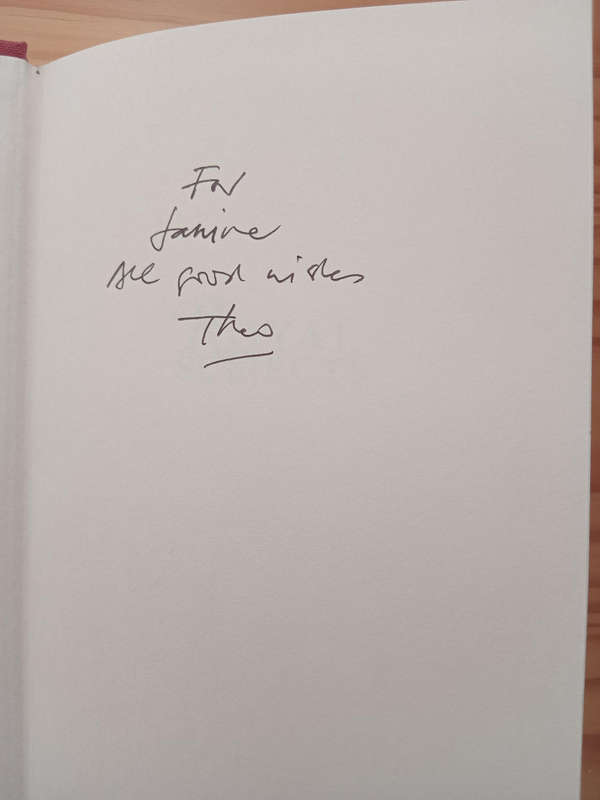 For
Janine
All good wishes
Theo